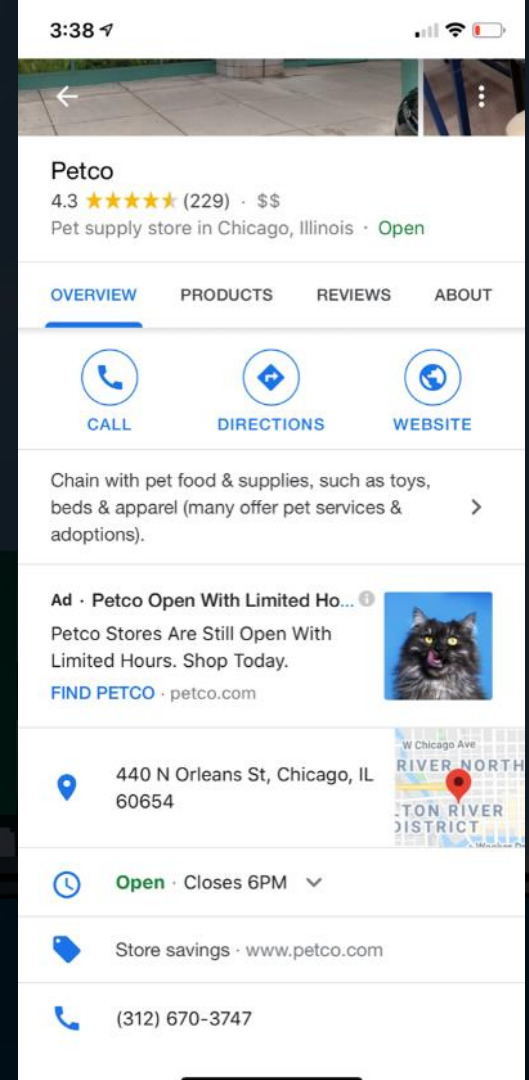 3:38
Petco
4.3 (229) · $$
Pet supply store in Chicago, Illinois · Open
OVERVIEW PRODUCTS REVIEWS ABOUT
CALL DIRECTIONS WEBSITE
Chain with pet food & supplies, such as toys,
beds & apparel (many offer pet services &
adoptions).
Ad · Petco Open With Limited Ho...
Petco Stores Are Still Open With
Limited Hours. Shop Today.
FIND PETCO · petco.com
W Chicago Ave
RIVER NORTH
440 N Orleans St, Chicago, IL
60654
LTON RIVER
DISTRICT
Open · Closes 6PM
Store savings · www.petco.com
(312) 670-3747